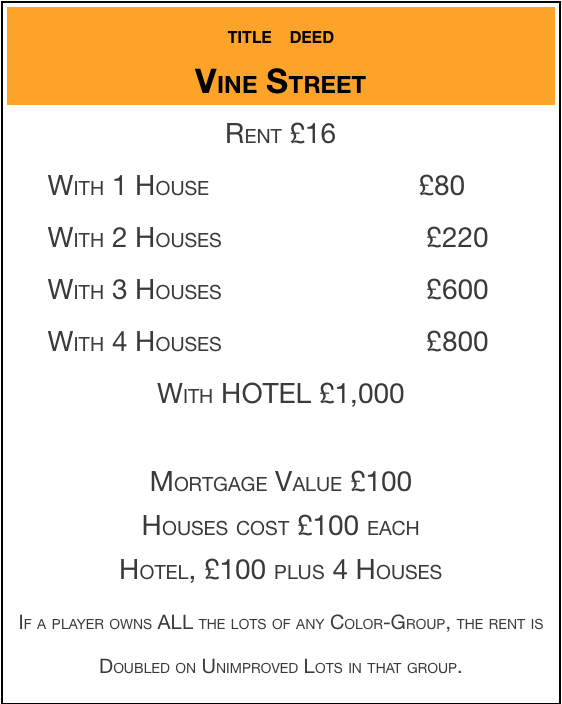 TITLE DEED
VINE STREET
RENT £16
WITH 1 HOUSE £80
WITH 2 HOUSES £220
WITH 3 HOUSES £600
WITH 4 HOUSES £800
WITH HOTEL £1,000
MORTGAGE VALUE £100
HOUSES COST £100 EACH
HOTEL, £100 PLUS 4 HOUSES
IF A PLAYER OWNS ALL THE LOTS OF ANY COLOR-GROUP, THE RENT IS
DOUBLED ON UNIMPROVED LOTS IN THAT GROUP.